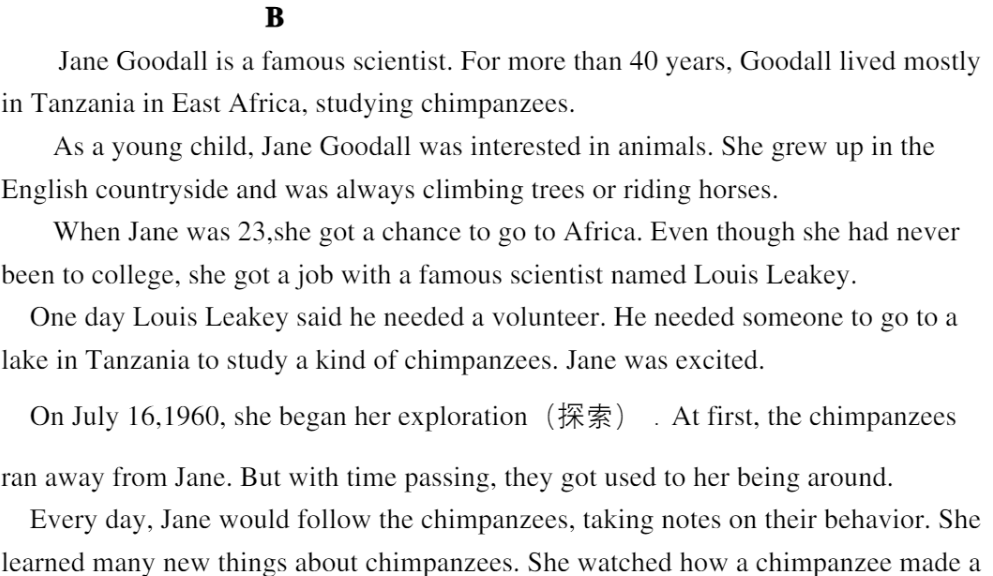 B
Jane Goodall is a famous scientist. For more than 40 years, Goodall lived mostly
in Tanzania in East Africa, studying chimpanzees.
As a young child, Jane Goodall was interested in animals. She grew up in the
English countryside and was always climbing trees or riding horses.
When Jane was 23,she got a chance to go to Africa. Even though she had never
been to college, she got a job with a famous scientist named Louis Leakey.
One day Louis Leakey said he needed a volunteer. He needed someone to go to a
lake in Tanzania to study a kind of chimpanzees. Jane was excited.
On July 16,1960, she began her exploration（探索）. At first, the chimpanzees
ran away from Jane. But with time passing, they got used to her being around.
Every day, Jane would follow the chimpanzees, taking notes on their behavior. She
learned many new things about chimpanzees. She watched how a chimpanzee made a